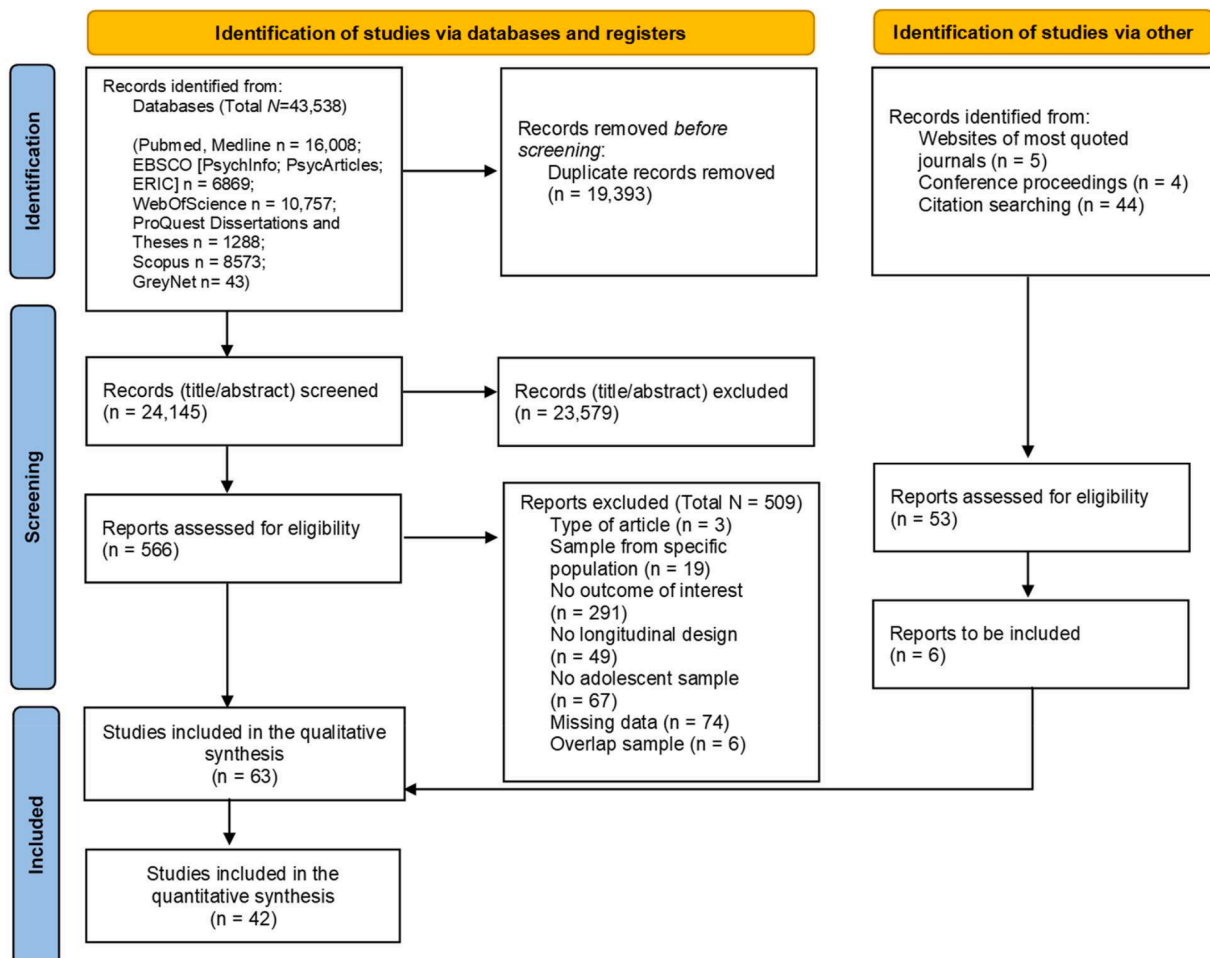 Identification of studies via databases and registers
Identification of studies via other
Identification
Records identified from:
Databases (Total N=43,538)
(Pubmed, Medline n = 16,008;
EBSCO [PsychInfo; PsycArticles;
ERIC] n = 6869;
WebOfScience n = 10,757;
ProQuest Dissertations and
Theses n = 1288;
Scopus n = 8573;
GreyNet n= 43)
Records removed before
screening:
Duplicate records removed
(n = 19,393)
Records identified from:
Websites of most quoted
journals (n = 5)
Conference proceedings (n = 4)
Citation searching (n = 44)
Screening
Records (title/abstract) screened
(n = 24,145)
Records (title/abstract) excluded
(n = 23,579)
Reports assessed for eligibility
(n = 566)
Reports excluded (Total N = 509)
Type of article (n = 3)
Sample from specific
population (n = 19)
No outcome of interest
(n = 291)
No longitudinal design
(n = 49)
No adolescent sample
(n = 67)
Missing data (n = 74)
Overlap sample (n = 6)
Reports assessed for eligibility
(n = 53)
Reports to be included
(n = 6)
Included
Studies included in the qualitative
synthesis
(n = 63)
Studies included in the
quantitative synthesis
(n = 42)